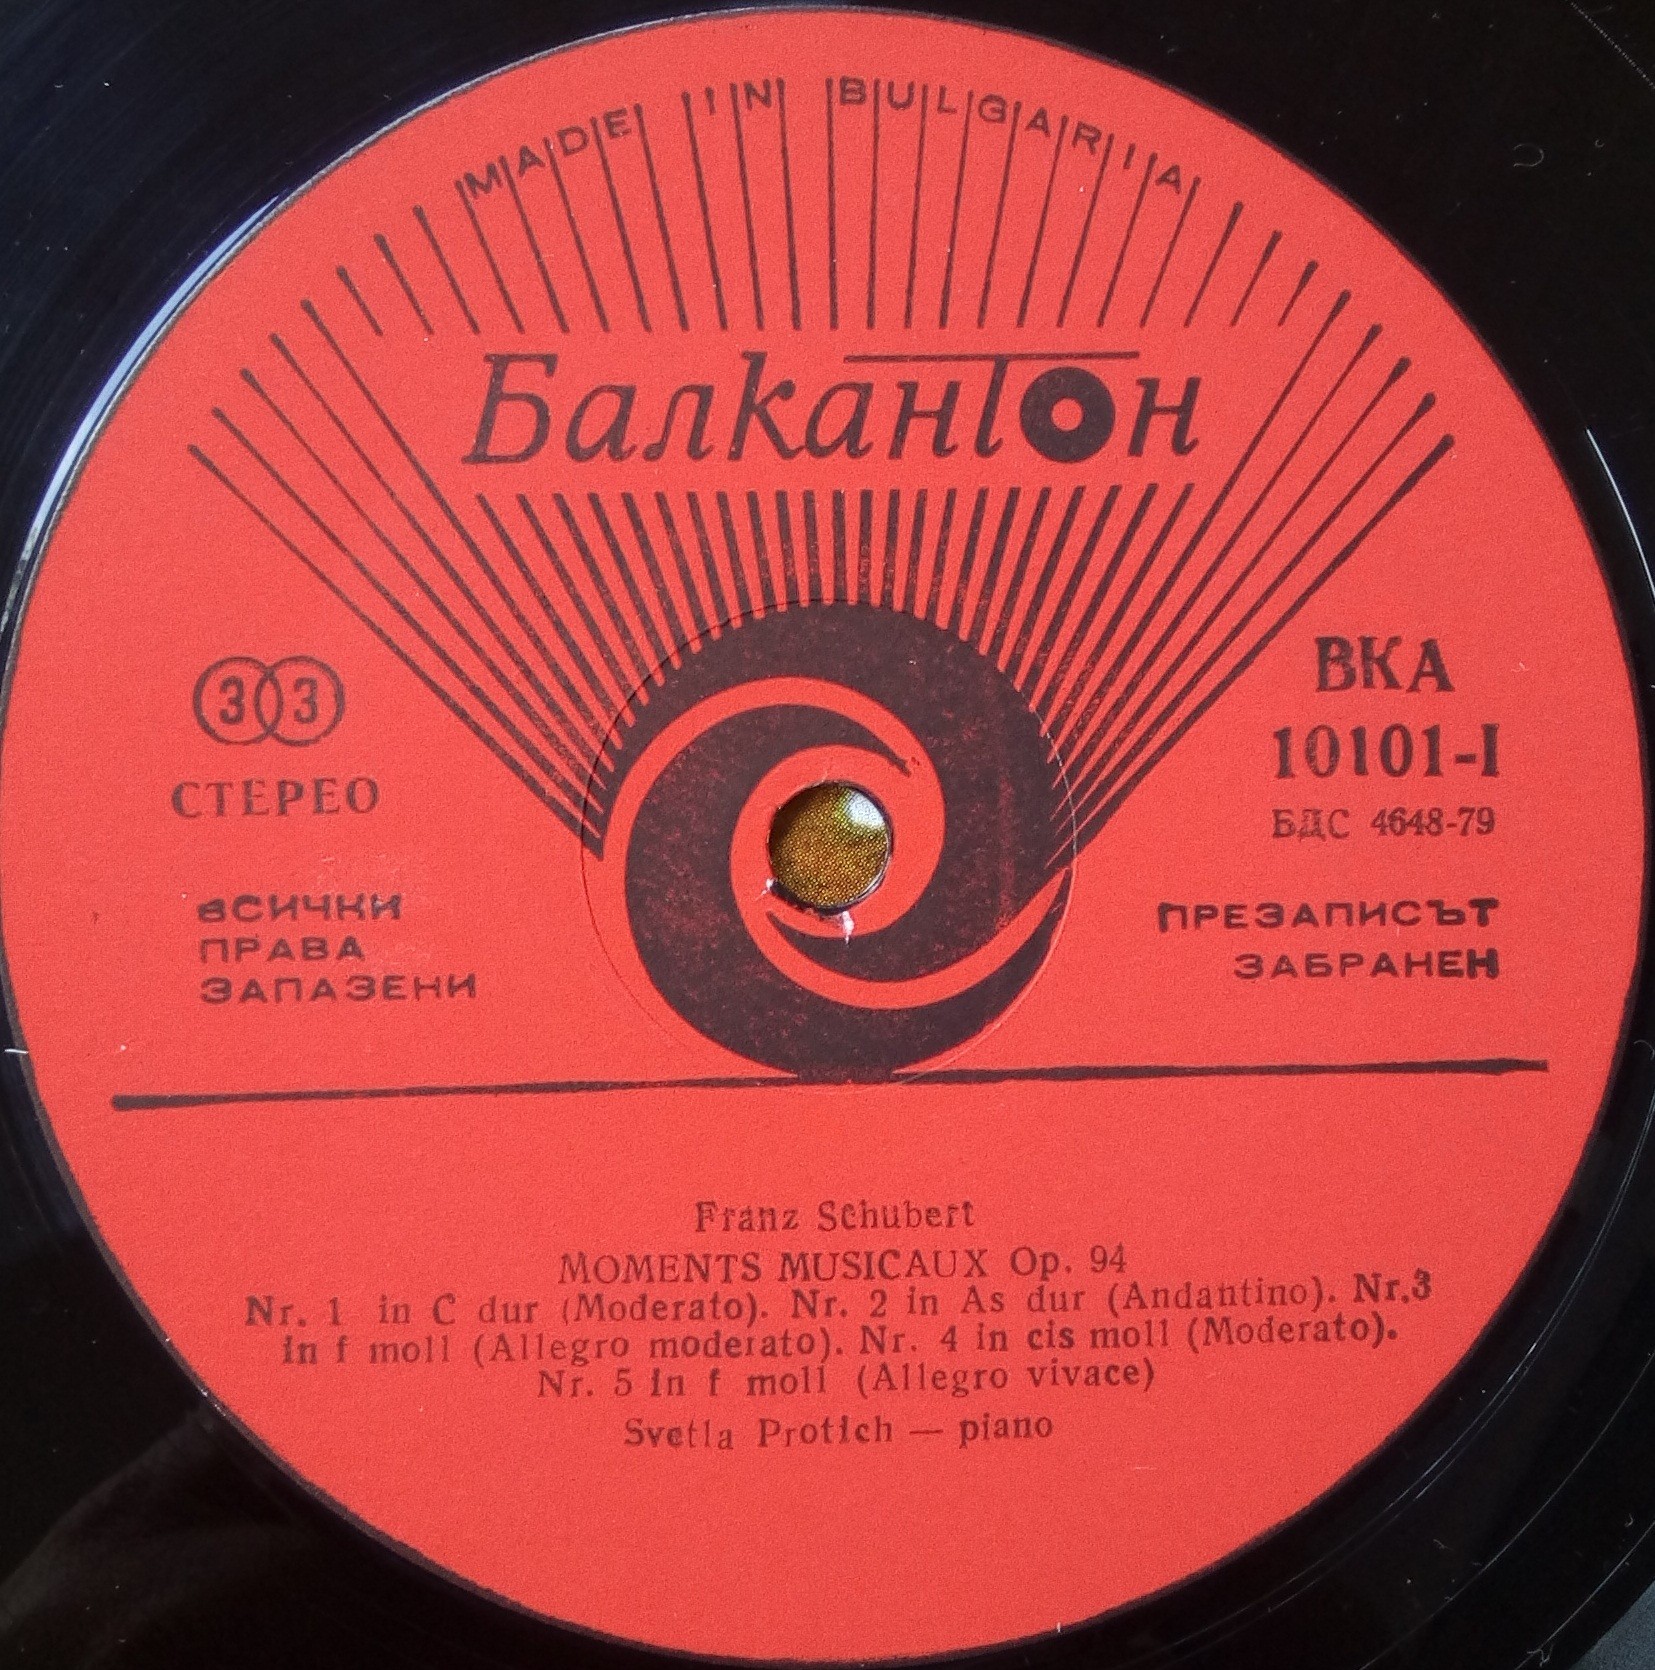 MADE IN BULGARIA
Балкантон
33
СТЕРЕО
ВКА
10101-I
БДС 4648-79
ВСИЧКИ
ПРАВА
ЗАПАЗЕНИ
ПРЕЗАПИСЪТ
ЗАБРАНЕН
Franz Schubert
MOMENTS MUSICAUX Op. 94
Nr. 1 in C dur (Moderato). Nr. 2 in As dur (Andantino). Nr.3
in f moll (Allegro moderato). Nr. 4 in cis moll (Moderato).
Nr. 5 in f moll (Allegro vivace)
Svetla Protich — piano